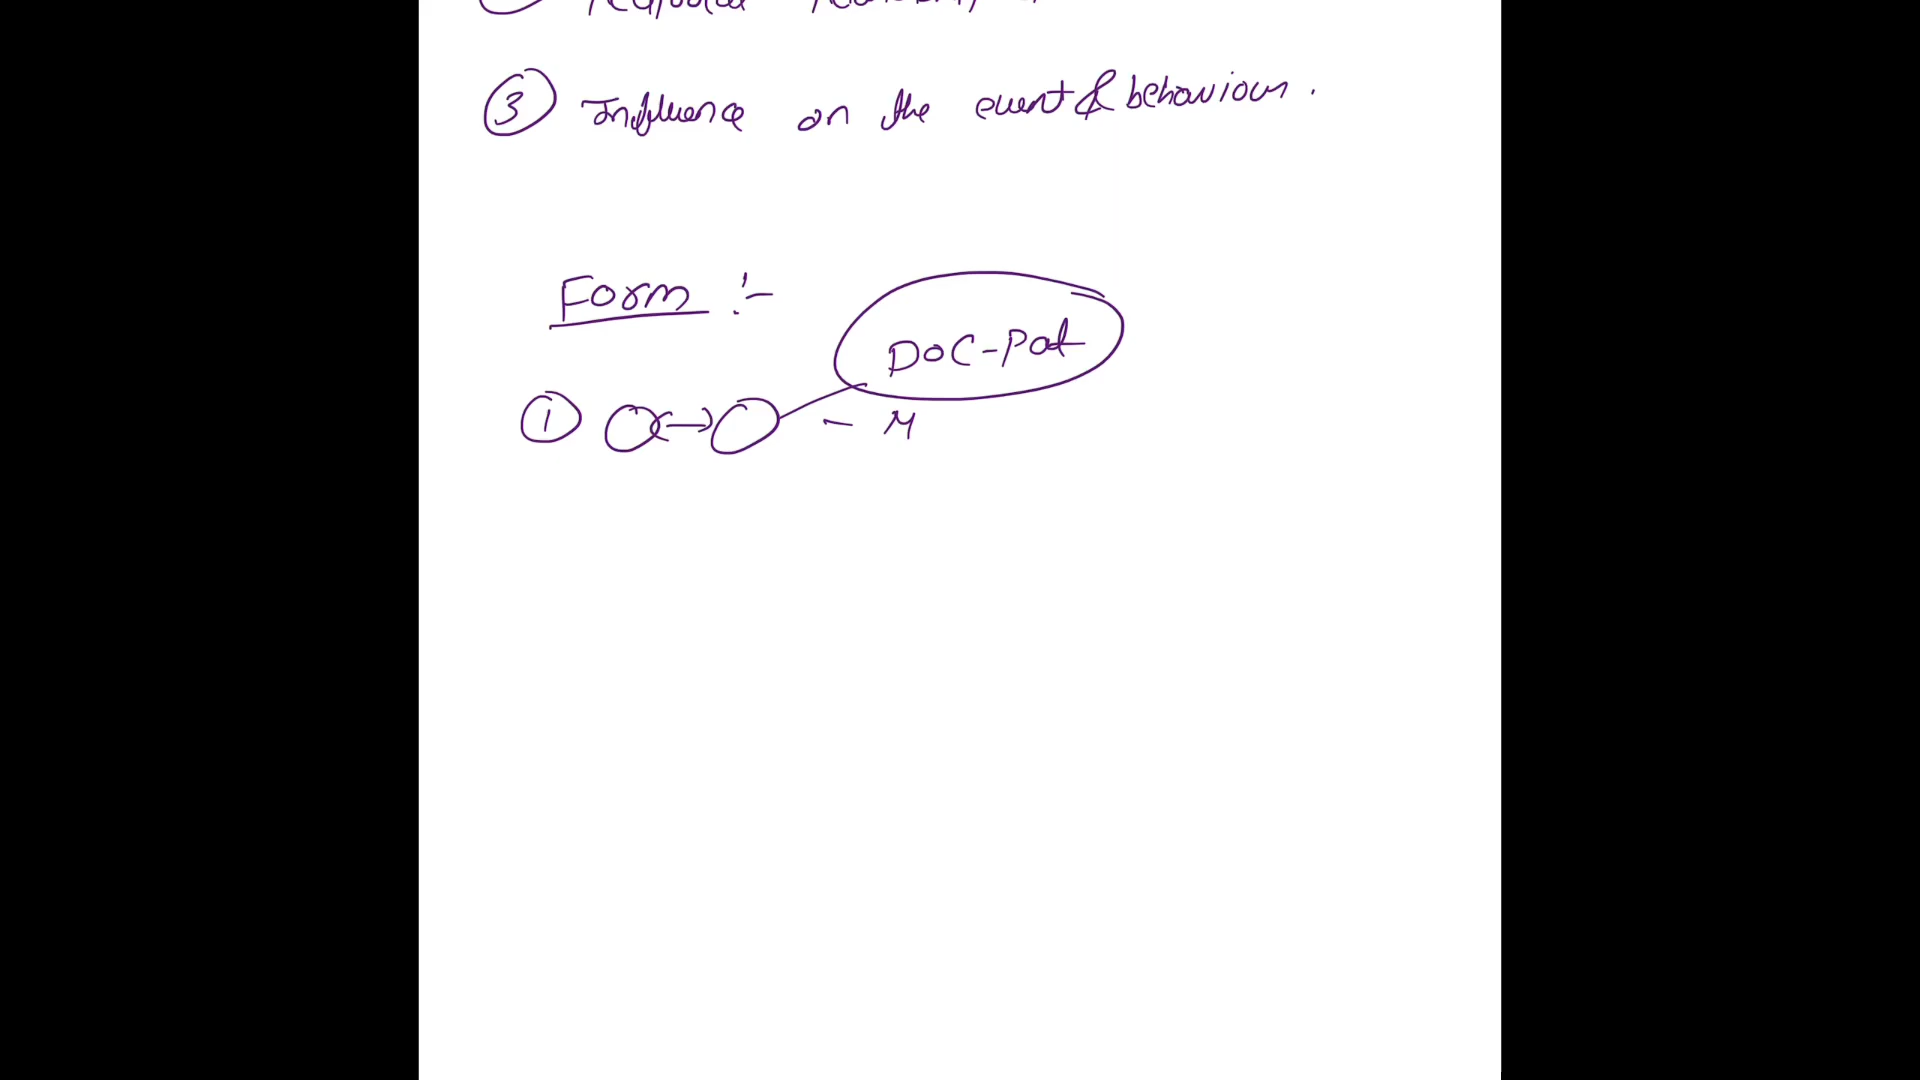 ③ Influence on the event & behaviour.
Form :-
DOC-Pat
① ↔ - M